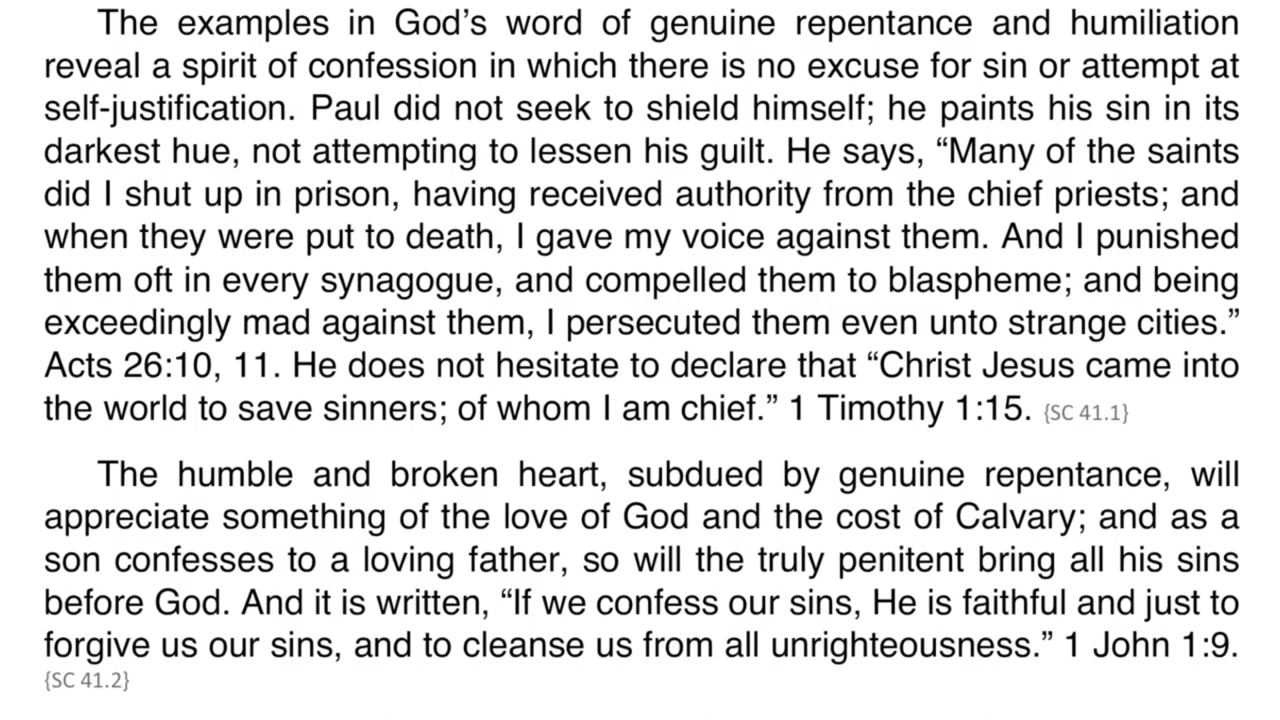 The examples in God’s word of genuine repentance and humiliation
reveal a spirit of confession in which there is no excuse for sin or attempt at
self-justification. Paul did not seek to shield himself; he paints his sin in its
darkest hue, not attempting to lessen his guilt. He says, “Many of the saints
did I shut up in prison, having received authority from the chief priests; and
when they were put to death, I gave my voice against them. And I punished
them oft in every synagogue, and compelled them to blaspheme; and being
exceedingly mad against them, I persecuted them even unto strange cities.”
Acts 26:10, 11. He does not hesitate to declare that “Christ Jesus came into
the world to save sinners; of whom I am chief.” 1 Timothy 1:15. {SC 41.1}
The humble and broken heart, subdued by genuine repentance, will
appreciate something of the love of God and the cost of Calvary; and as a
son confesses to a loving father, so will the truly penitent bring all his sins
before God. And it is written, “If we confess our sins, He is faithful and just to
forgive us our sins, and to cleanse us from all unrighteousness.” 1 John 1:9.
{SC 41.2}